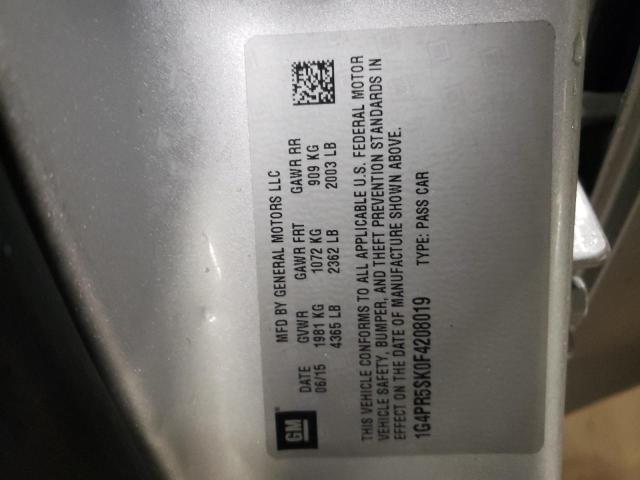 MFD BY GENERAL MOTORS LLC
DATE GVWR GAWR FRT GAWR RR
06/15 1981 KG 1072 KG 909 KG
4365 LB 2362 LB 2003 LB
GM
THIS VEHICLE CONFORMS TO ALL APPLICABLE U.S. FEDERAL MOTOR
VEHICLE SAFETY, BUMPER, AND THEFT PREVENTION STANDARDS IN
EFFECT ON THE DATE OF MANUFACTURE SHOWN ABOVE.
1G4PR5SK0F4208019 TYPE: PASS CAR